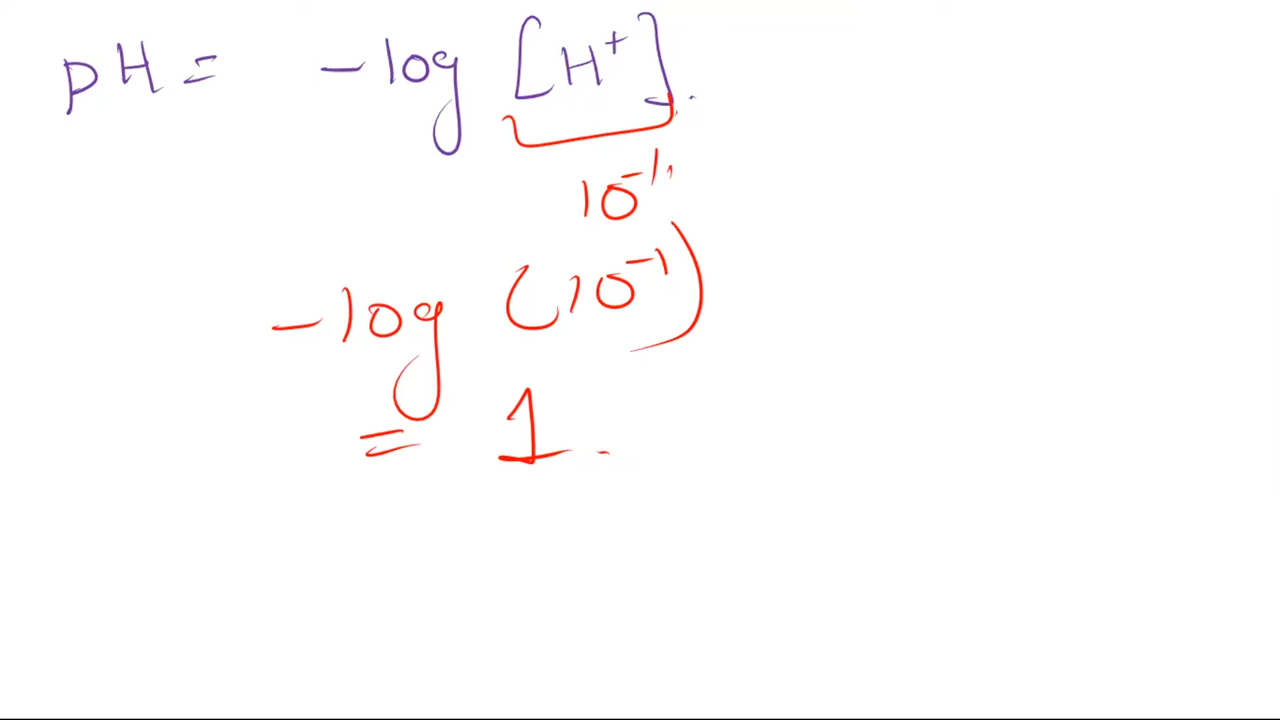 pH = -log [H⁺].
10⁻¹
-log (10⁻¹)
= 1.